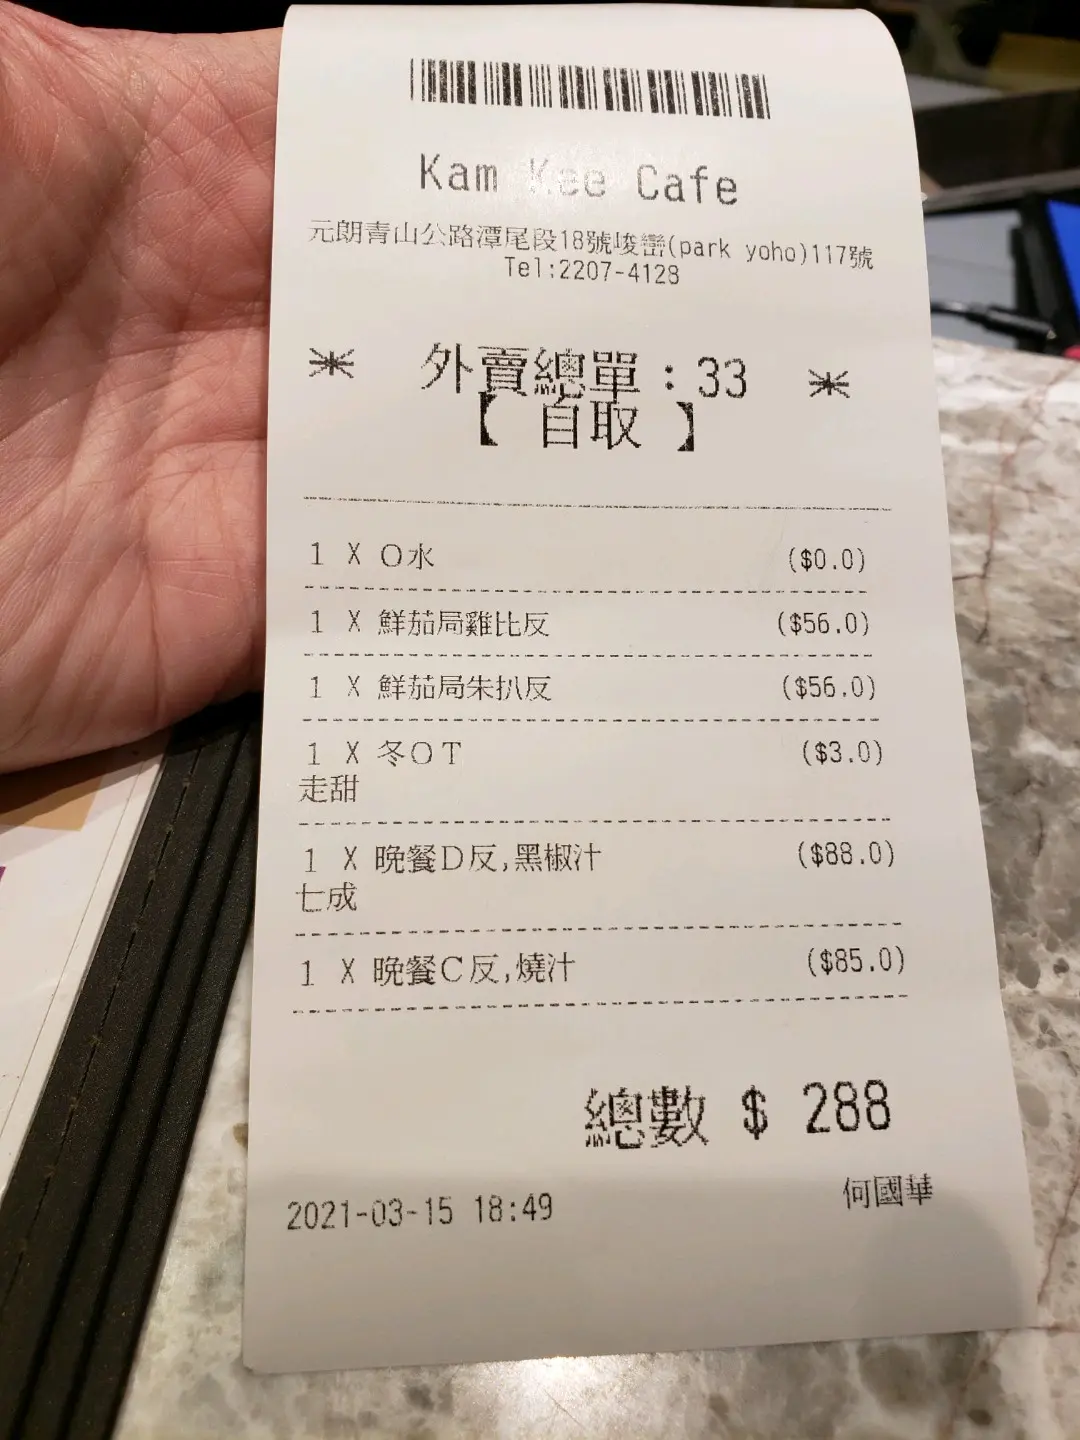 Kam Kee Cafe
元朗青山公路潭尾段18號峻巒(park yoho)117號
Tel:2207-4128
* 外賣總單:33 *
【 自取 】
1 X O水 ($0.0)
1 X 鮮茄局雞比反 ($56.0)
1 X 鮮茄局朱扒反 ($56.0)
1 X 冬OT ($3.0)
走甜
1 X 晚餐D反,黑椒汁 ($88.0)
七成
1 X 晚餐C反,燒汁 ($85.0)
總數 $ 288
何國華
2021-03-15 18:49